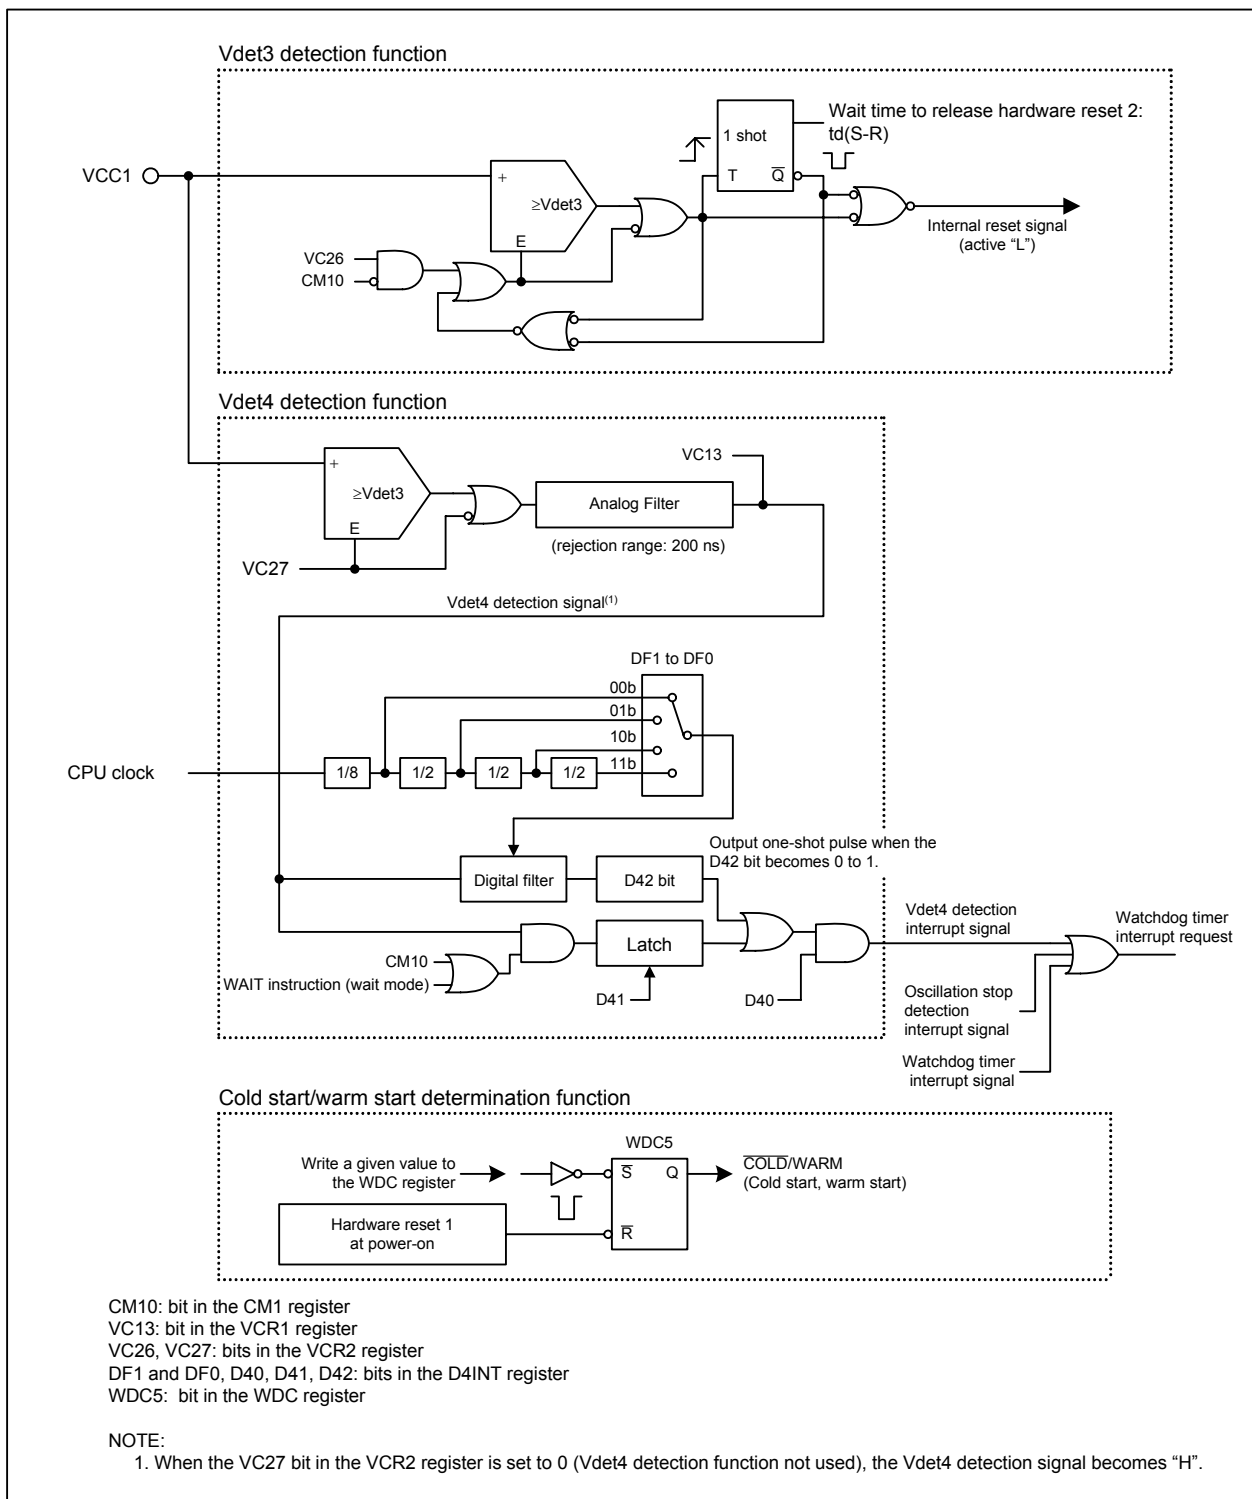 Vdet3 detection function
Wait time to release hardware reset 2:
td(S-R)
1 shot
T
Q̅
VCC1
+
≥Vdet3
E
Internal reset signal
(active “L”)
VC26
CM10
Vdet4 detection function
VC13
+
≥Vdet3
E
Analog Filter
(rejection range: 200 ns)
VC27
Vdet4 detection signal(1)
DF1 to DF0
00b
01b
10b
11b
CPU clock
1/8
1/2
1/2
1/2
Output one-shot pulse when the
D42 bit becomes 0 to 1.
Digital filter
D42 bit
Vdet4 detection
interrupt signal
Watchdog timer
interrupt request
Latch
CM10
WAIT instruction (wait mode)
D41
D40
Oscillation stop
detection
interrupt signal
Watchdog timer
interrupt signal
Cold start/warm start determination function
WDC5
Write a given value to
the WDC register
S̅
Q
C̅O̅L̅D̅/WARM
(Cold start, warm start)
Hardware reset 1
at power-on
R̅
CM10: bit in the CM1 register
VC13: bit in the VCR1 register
VC26, VC27: bits in the VCR2 register
DF1 and DF0, D40, D41, D42: bits in the D4INT register
WDC5: bit in the WDC register
NOTE:
1. When the VC27 bit in the VCR2 register is set to 0 (Vdet4 detection function not used), the Vdet4 detection signal becomes “H”.